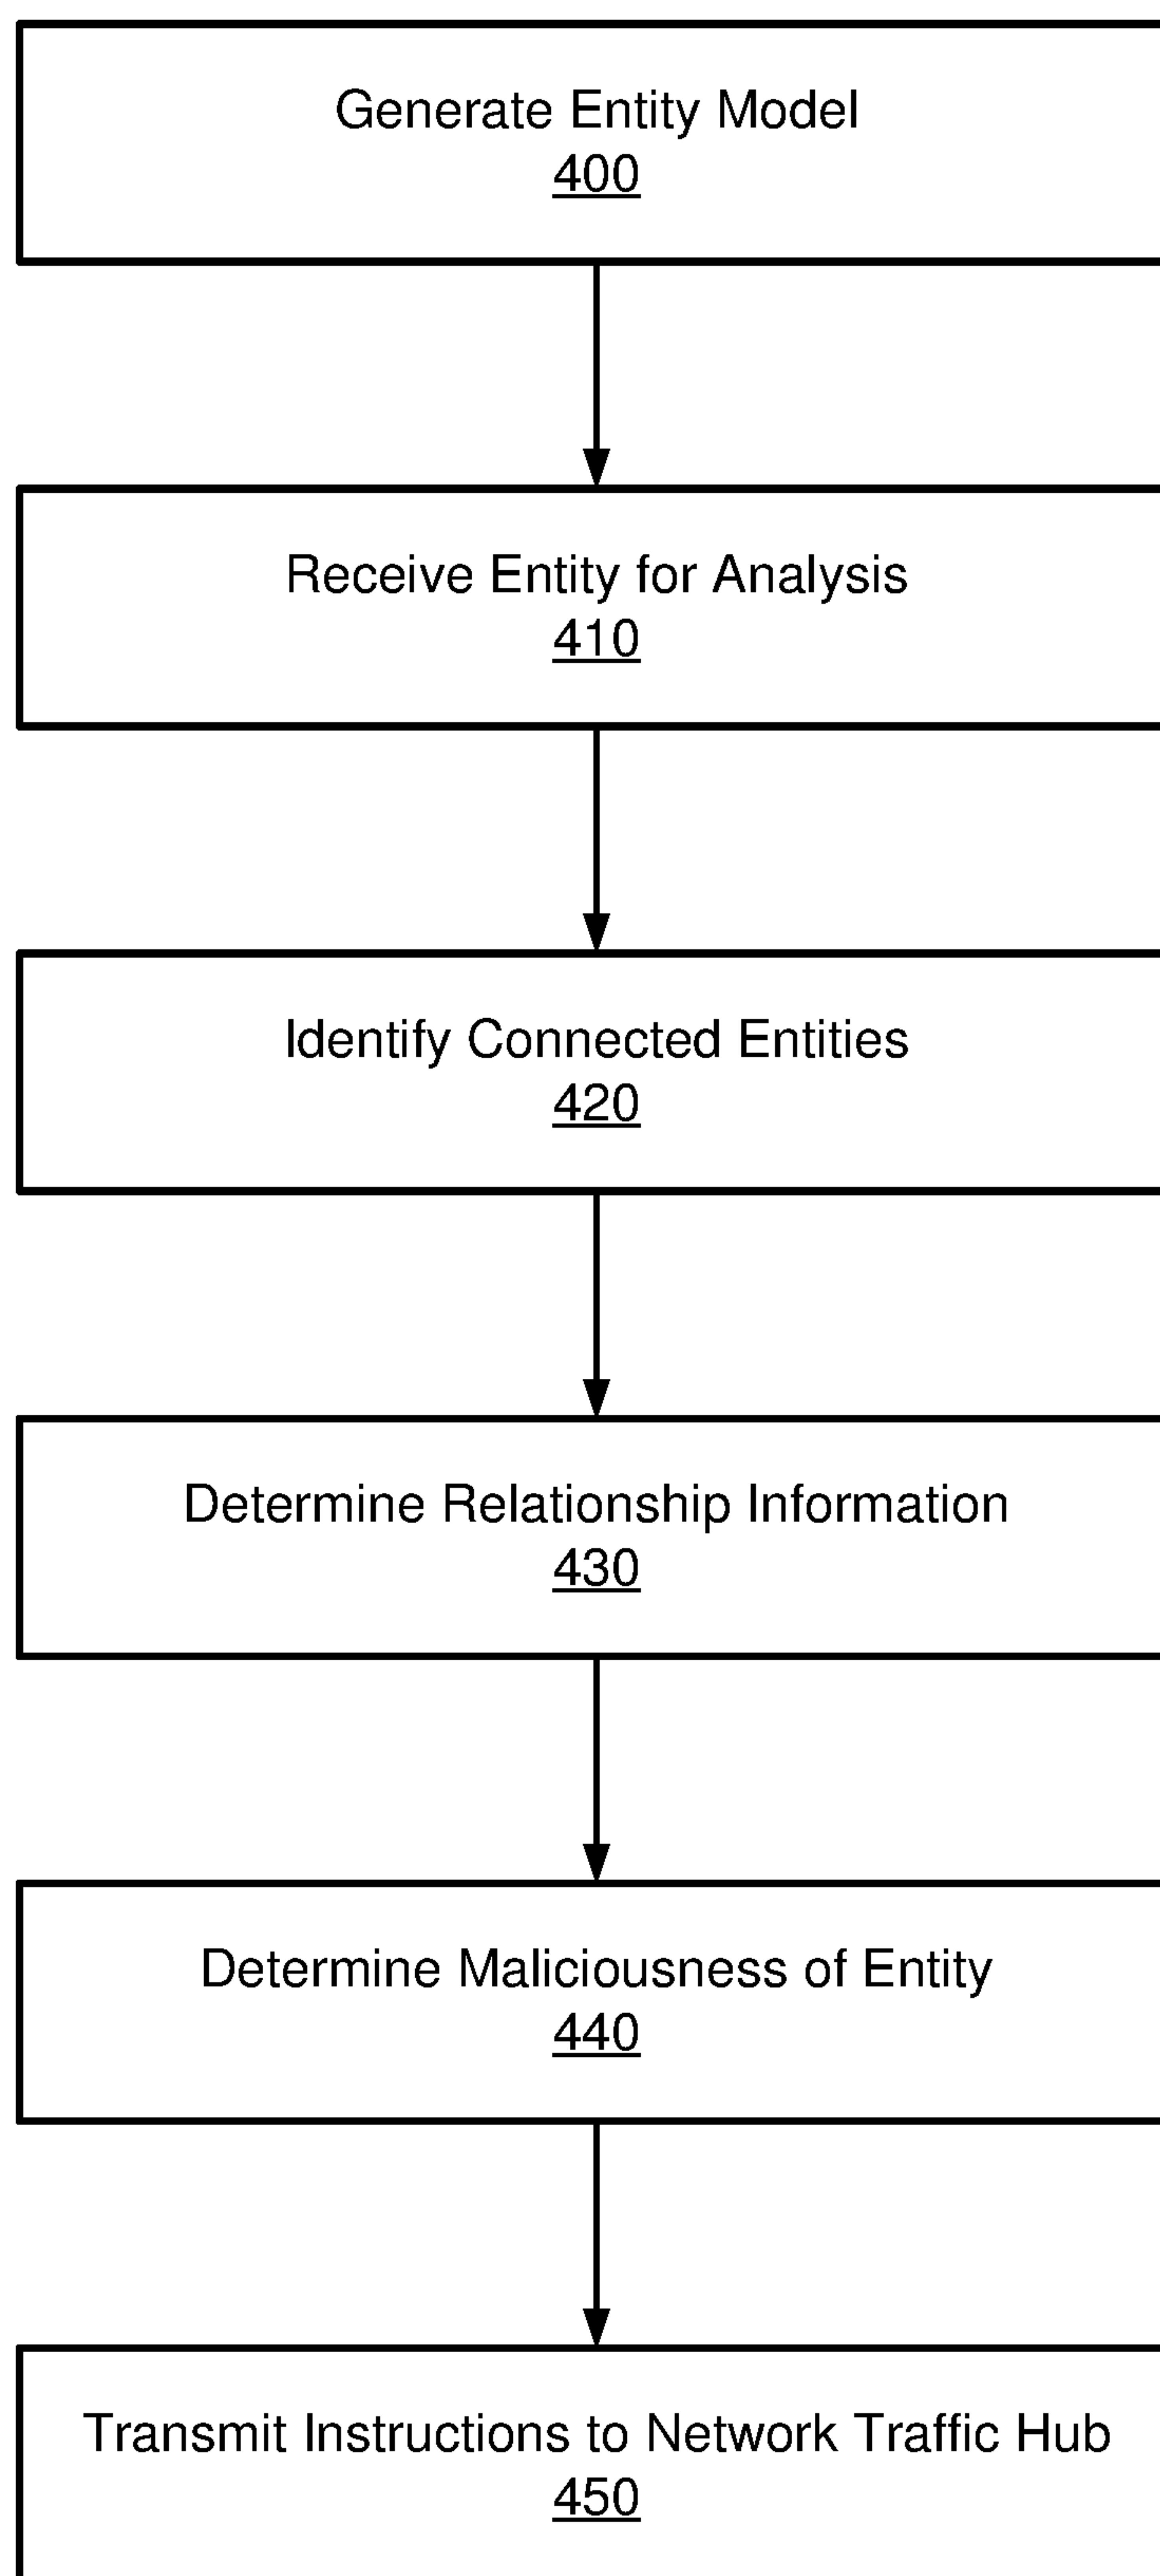 Generate Entity Model
400
Receive Entity for Analysis
410
Identify Connected Entities
420
Determine Relationship Information
430
Determine Maliciousness of Entity
440
Transmit Instructions to Network Traffic Hub
450